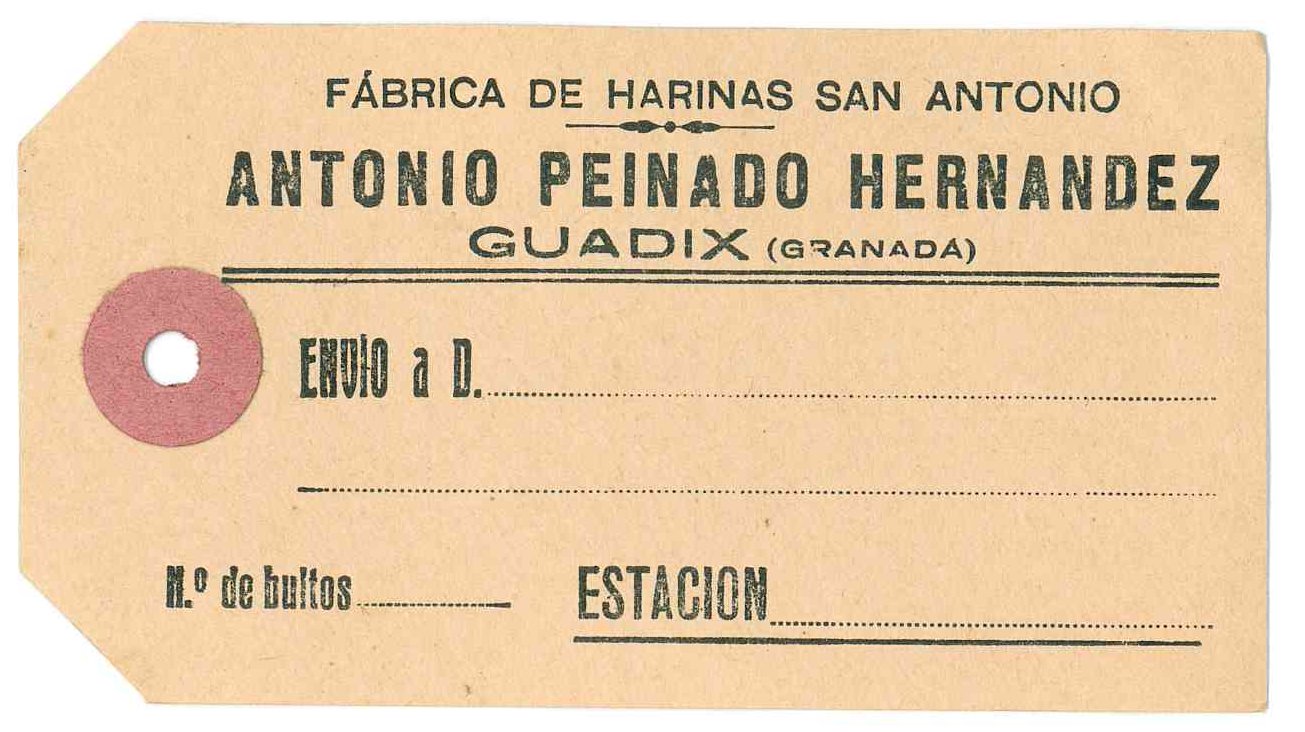 FÁBRICA DE HARINAS SAN ANTONIO
ANTONIO PEINADO HERNANDEZ
GUADIX (GRANADA)
ENVIO a D.
N.º de bultos
ESTACION